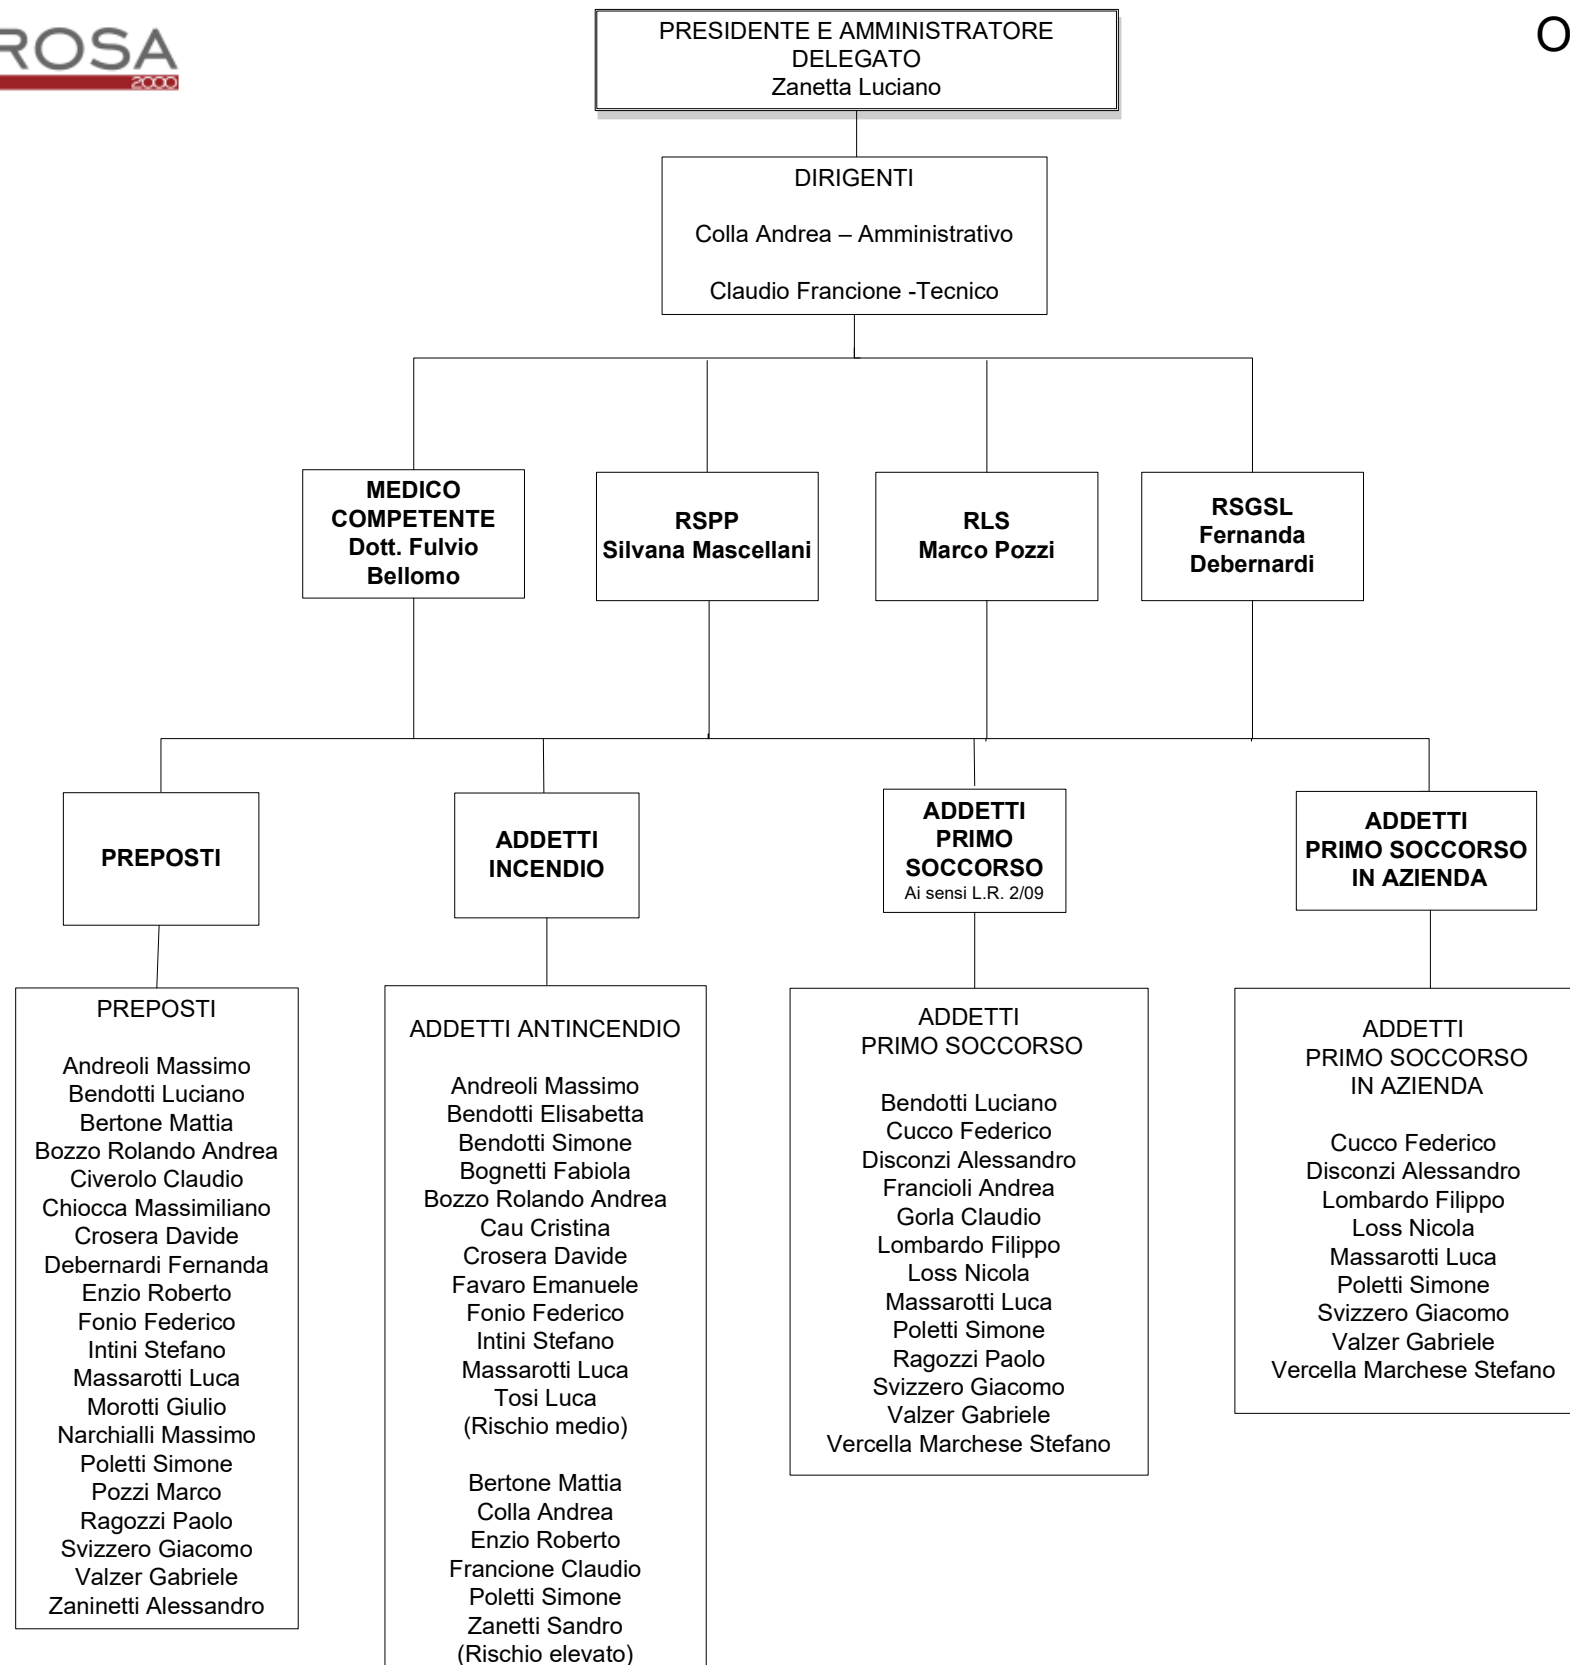 ROSA
2000
PRESIDENTE E AMMINISTRATORE
DELEGATO
Zanetta Luciano
DIRIGENTI
Colla Andrea – Amministrativo
Claudio Francione -Tecnico
MEDICO
COMPETENTE
Dott. Fulvio
Bellomo
RSPP
Silvana Mascellani
RLS
Marco Pozzi
RSGSL
Fernanda
Debernardi
PREPOSTI
ADDETTI
INCENDIO
ADDETTI
PRIMO
SOCCORSO
Ai sensi L.R. 2/09
ADDETTI
PRIMO SOCCORSO
IN AZIENDA
PREPOSTI
Andreoli Massimo
Bendotti Luciano
Bertone Mattia
Bozzo Rolando Andrea
Civerolo Claudio
Chiocca Massimiliano
Crosera Davide
Debernardi Fernanda
Enzio Roberto
Fonio Federico
Intini Stefano
Massarotti Luca
Morotti Giulio
Narchialli Massimo
Poletti Simone
Pozzi Marco
Ragozzi Paolo
Svizzero Giacomo
Valzer Gabriele
Zaninetti Alessandro
ADDETTI ANTINCENDIO
Andreoli Massimo
Bendotti Elisabetta
Bendotti Simone
Bognetti Fabiola
Bozzo Rolando Andrea
Cau Cristina
Crosera Davide
Favaro Emanuele
Fonio Federico
Intini Stefano
Massarotti Luca
Tosi Luca
(Rischio medio)
Bertone Mattia
Colla Andrea
Enzio Roberto
Francione Claudio
Poletti Simone
Zanetti Sandro
(Rischio elevato)
ADDETTI
PRIMO SOCCORSO
Bendotti Luciano
Cucco Federico
Disconzi Alessandro
Francioli Andrea
Gorla Claudio
Lombardo Filippo
Loss Nicola
Massarotti Luca
Poletti Simone
Ragozzi Paolo
Svizzero Giacomo
Valzer Gabriele
Vercella Marchese Stefano
ADDETTI
PRIMO SOCCORSO
IN AZIENDA
Cucco Federico
Disconzi Alessandro
Lombardo Filippo
Loss Nicola
Massarotti Luca
Poletti Simone
Svizzero Giacomo
Valzer Gabriele
Vercella Marchese Stefano